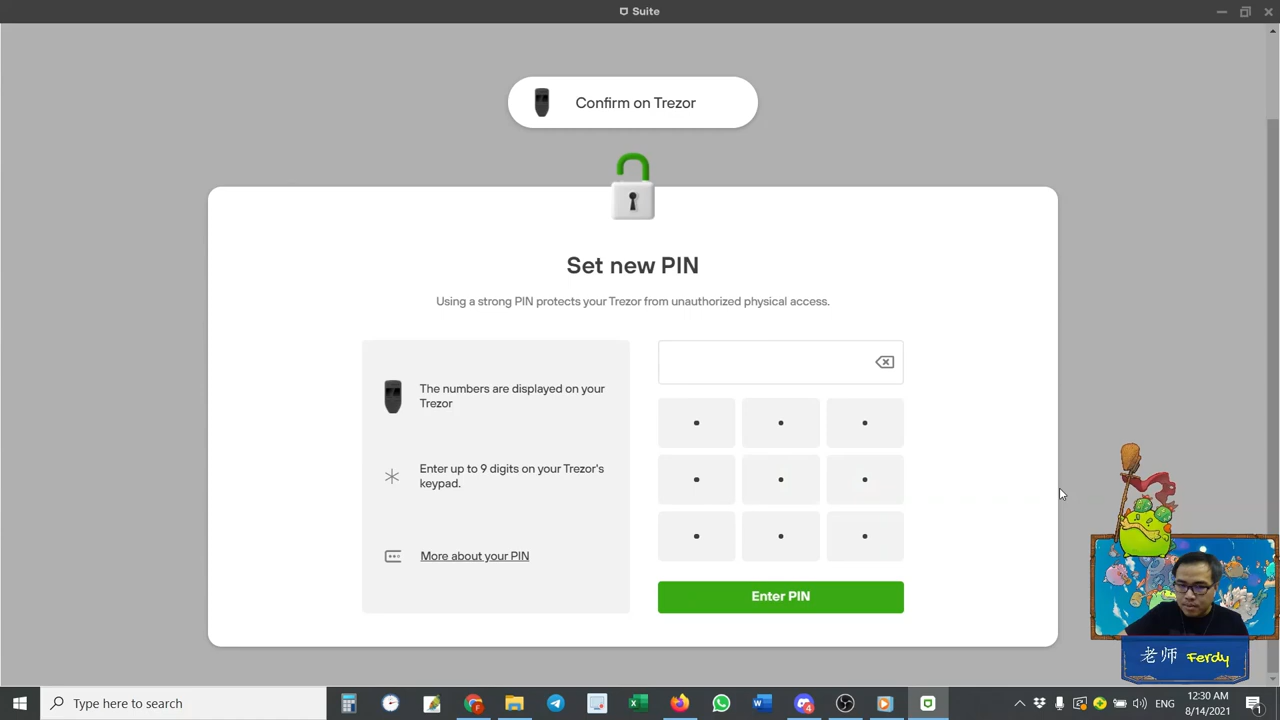 Suite
Confirm on Trezor
Set new PIN
Using a strong PIN protects your Trezor from unauthorized physical access.
The numbers are displayed on your
Trezor
Enter up to 9 digits on your Trezor's
keypad.
More about your PIN
Enter PIN
老师 Ferdy
Type here to search
ENG
12:30 AM
8/14/2021